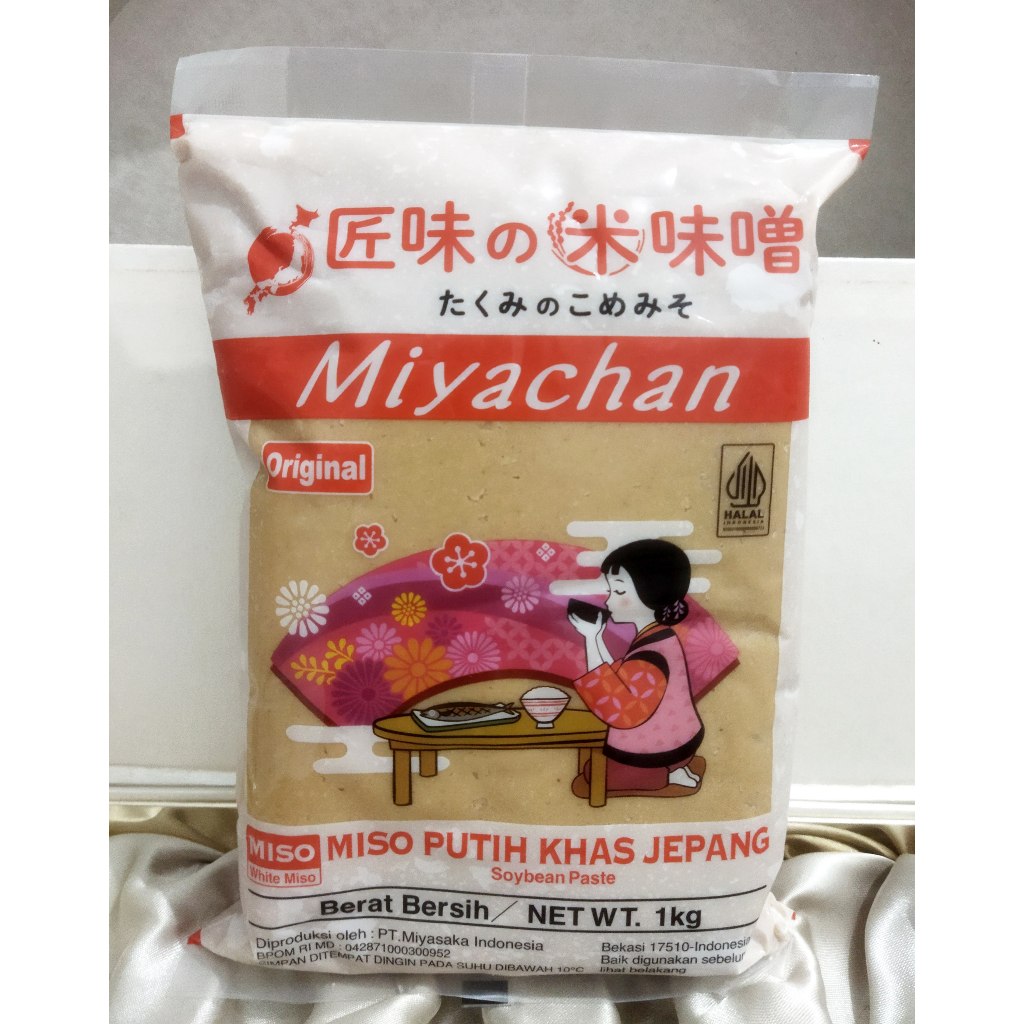 匠味の米味噌
たくみのこめみそ
Miyachan
Original
HALAL
INDONESIA
MISO
White Miso
MISO PUTIH KHAS JEPANG
Soybean Paste
Berat Bersih / NET WT. 1kg
Diproduksi oleh : PT.Miyasaka Indonesia
BPOM RI MD : 042871000300952
SIMPAN DITEMPAT DINGIN PADA SUHU DIBAWAH 10°C
Bekasi 17510-Indonesia
Baik digunakan sebelum
lihat belakang